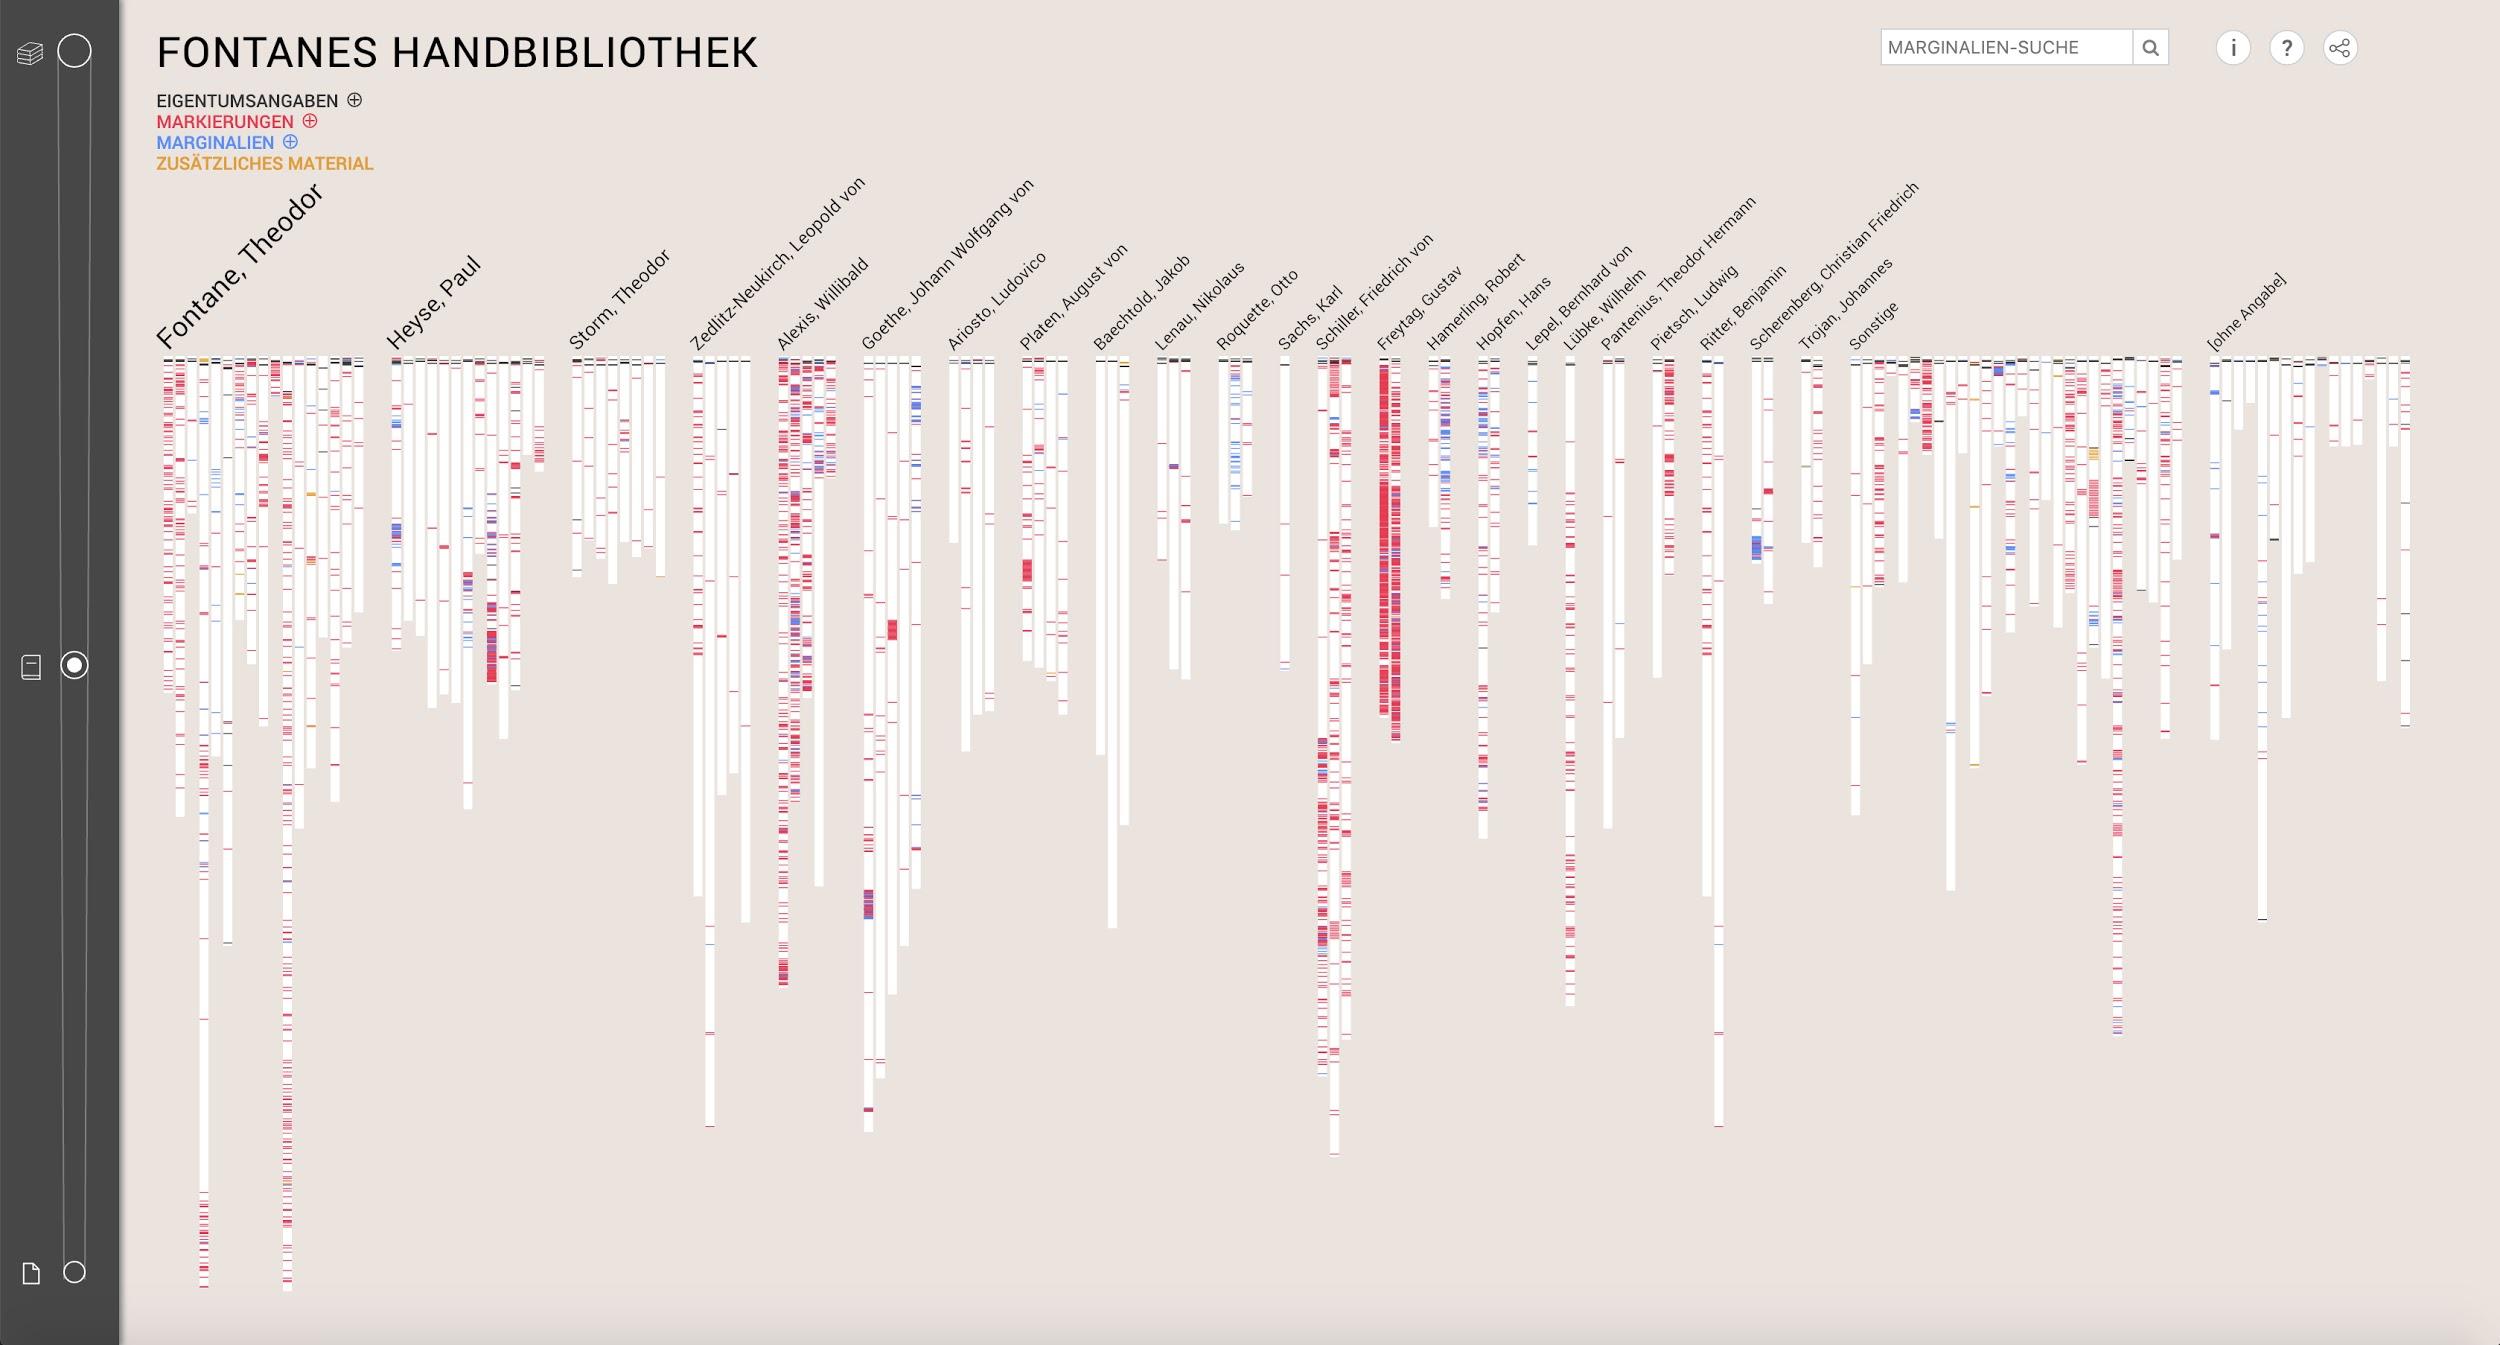 FONTANES HANDBIBLIOTHEK
MARGINALIEN-SUCHE
i
?
EIGENTUMSANGABEN
MARKIERUNGEN
MARGINALIEN
ZUSÄTZLICHES MATERIAL
Fontane, Theodor
Heyse, Paul
Storm, Theodor
Zedlitz-Neukirch, Leopold von
Alexis, Willibald
Goethe, Johann Wolfgang von
Ariosto, Ludovico
Platen, August von
Baechtold, Jakob
Lenau, Nikolaus
Roquette, Otto
Sachs, Karl
Schiller, Friedrich von
Freytag, Gustav
Hamerling, Robert
Hopfen, Hans
Lepel, Bernhard von
Lübke, Wilhelm
Pantenius, Theodor Hermann
Pietsch, Ludwig
Ritter, Benjamin
Scherenberg, Christian Friedrich
Trojan, Johannes
Sonstige
[ohne Angabe]